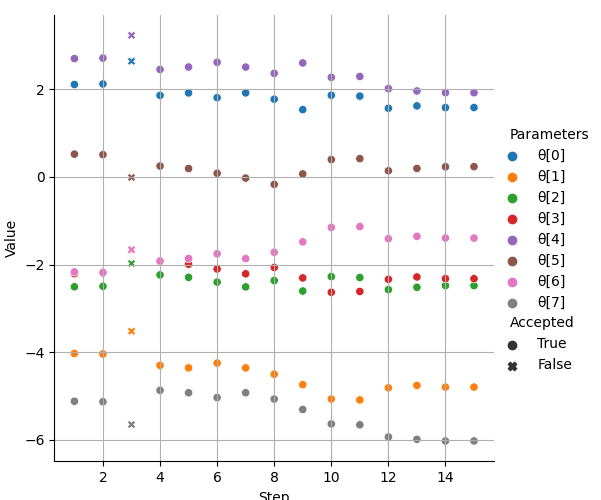 2
0
−2
−4
−6
Value
2
4
6
8
10
12
14
Step
Parameters
θ[0]
θ[1]
θ[2]
θ[3]
θ[4]
θ[5]
θ[6]
θ[7]
Accepted
True
False